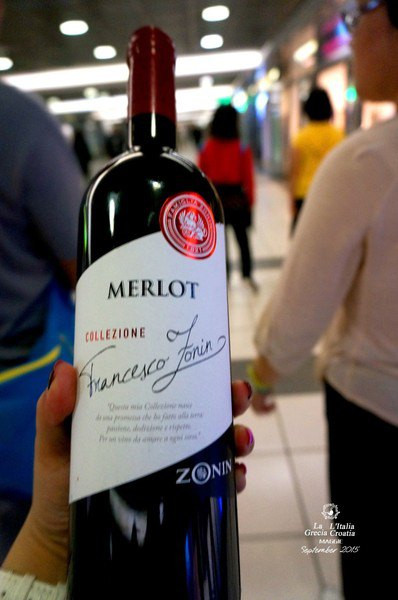 MERLOT
COLLEZIONE
Francesco Zonin
"Questa mia Collezione nasce
da una promessa che ho fatto alla terra:
passione, dedizione e rispetto.
Per un vino da amare a ogni sorso."
ZONIN
1821
La L'Italia
Grecia Croatia
September 2015